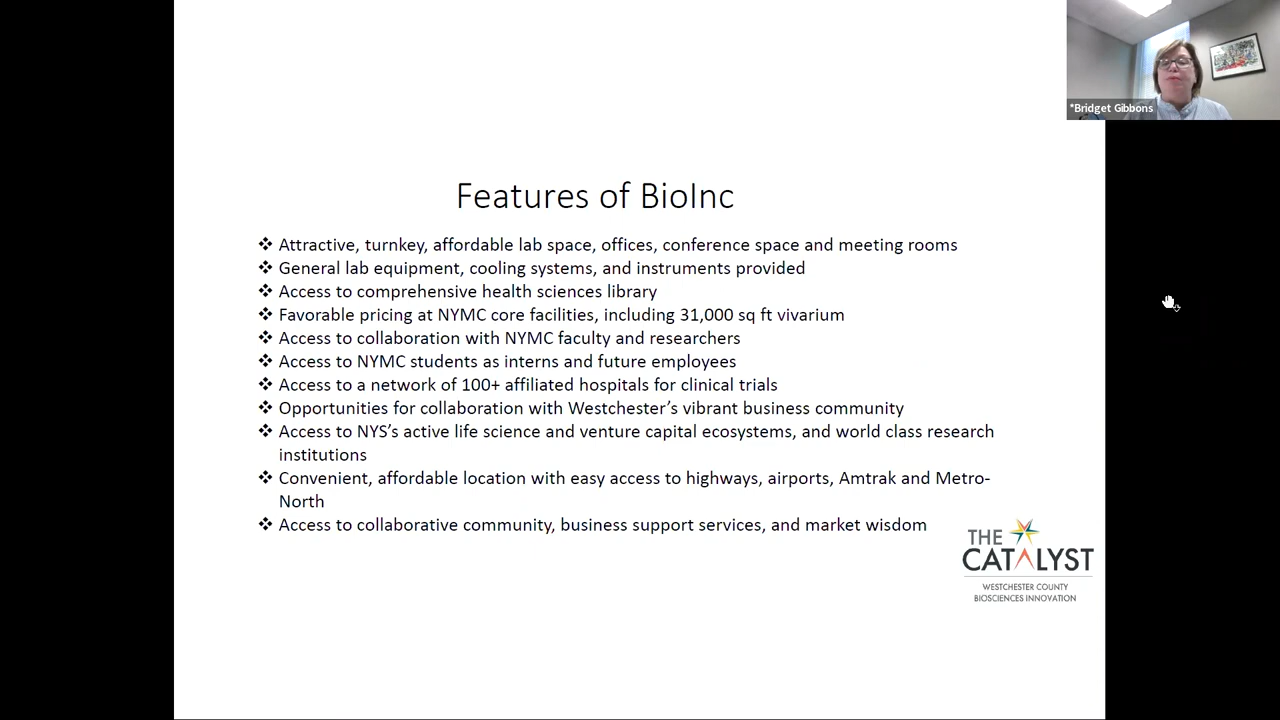 *Bridget Gibbons
Features of BioInc
❖ Attractive, turnkey, affordable lab space, offices, conference space and meeting rooms
❖ General lab equipment, cooling systems, and instruments provided
❖ Access to comprehensive health sciences library
❖ Favorable pricing at NYMC core facilities, including 31,000 sq ft vivarium
❖ Access to collaboration with NYMC faculty and researchers
❖ Access to NYMC students as interns and future employees
❖ Access to a network of 100+ affiliated hospitals for clinical trials
❖ Opportunities for collaboration with Westchester’s vibrant business community
❖ Access to NYS’s active life science and venture capital ecosystems, and world class research
institutions
❖ Convenient, affordable location with easy access to highways, airports, Amtrak and Metro-
North
❖ Access to collaborative community, business support services, and market wisdom
THE
CATALYST
WESTCHESTER COUNTY
BIOSCIENCES INNOVATION